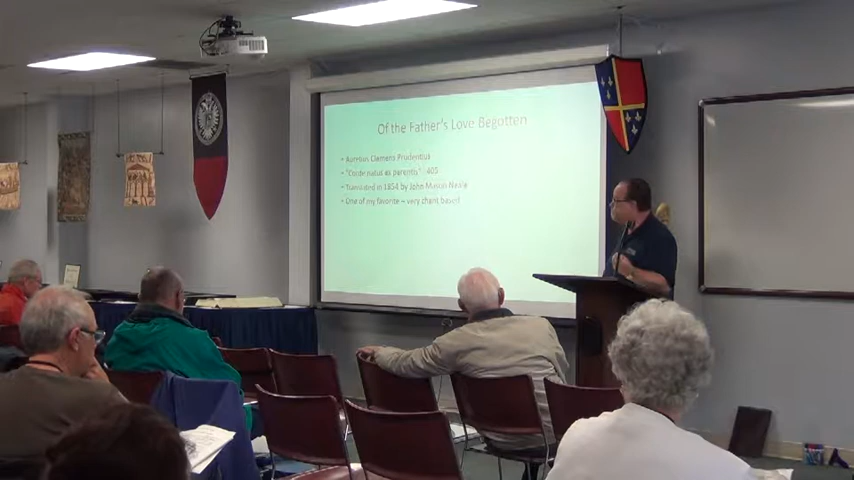 Of the Father's Love Begotten
• Aurelius Clemens Prudentius
• "Corde natus ex parentis" 405
• Translated in 1854 by John Mason Neale
• One of my favorite – very chant based